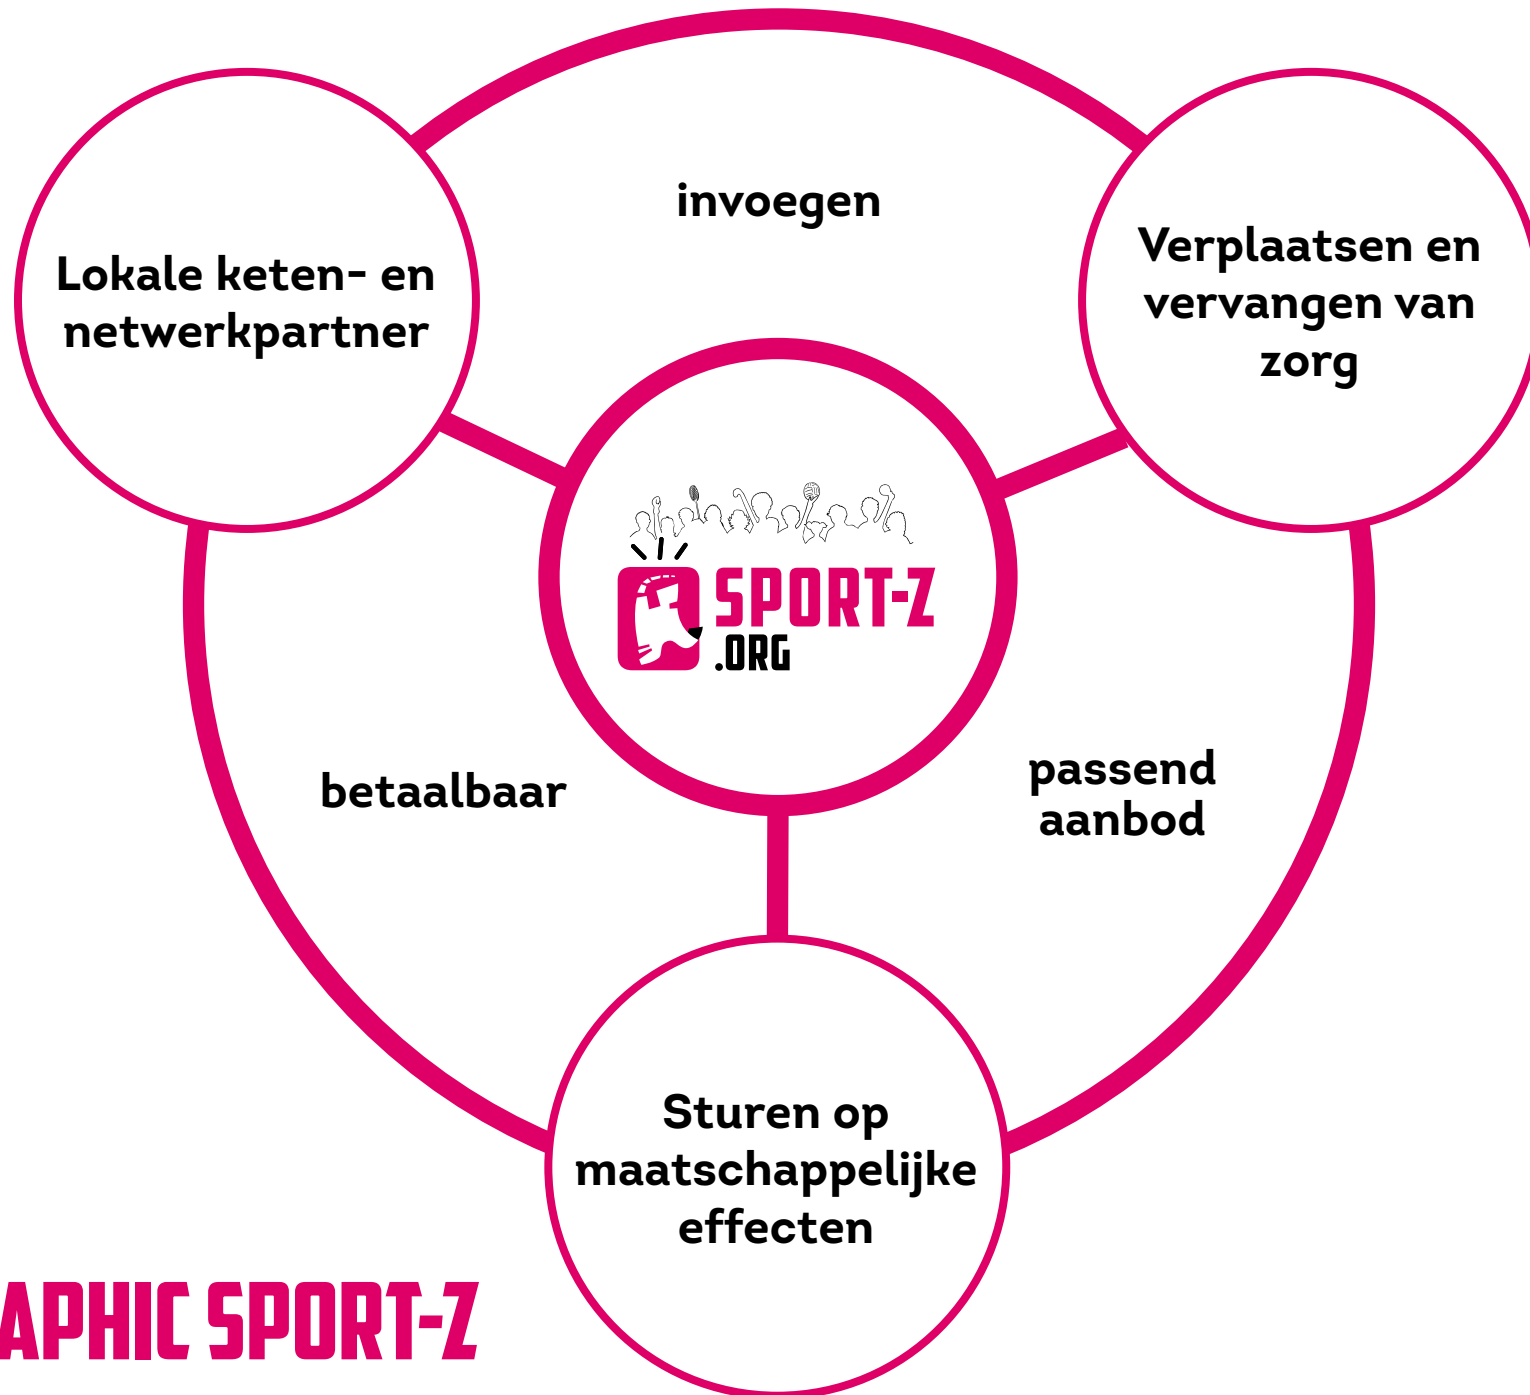 invoegen
Lokale keten- en
netwerkpartner
Verplaatsen en
vervangen van
zorg
SPORT-Z
.ORG
betaalbaar
passend
aanbod
Sturen op
maatschappelijke
effecten
APHIC SPORT-Z